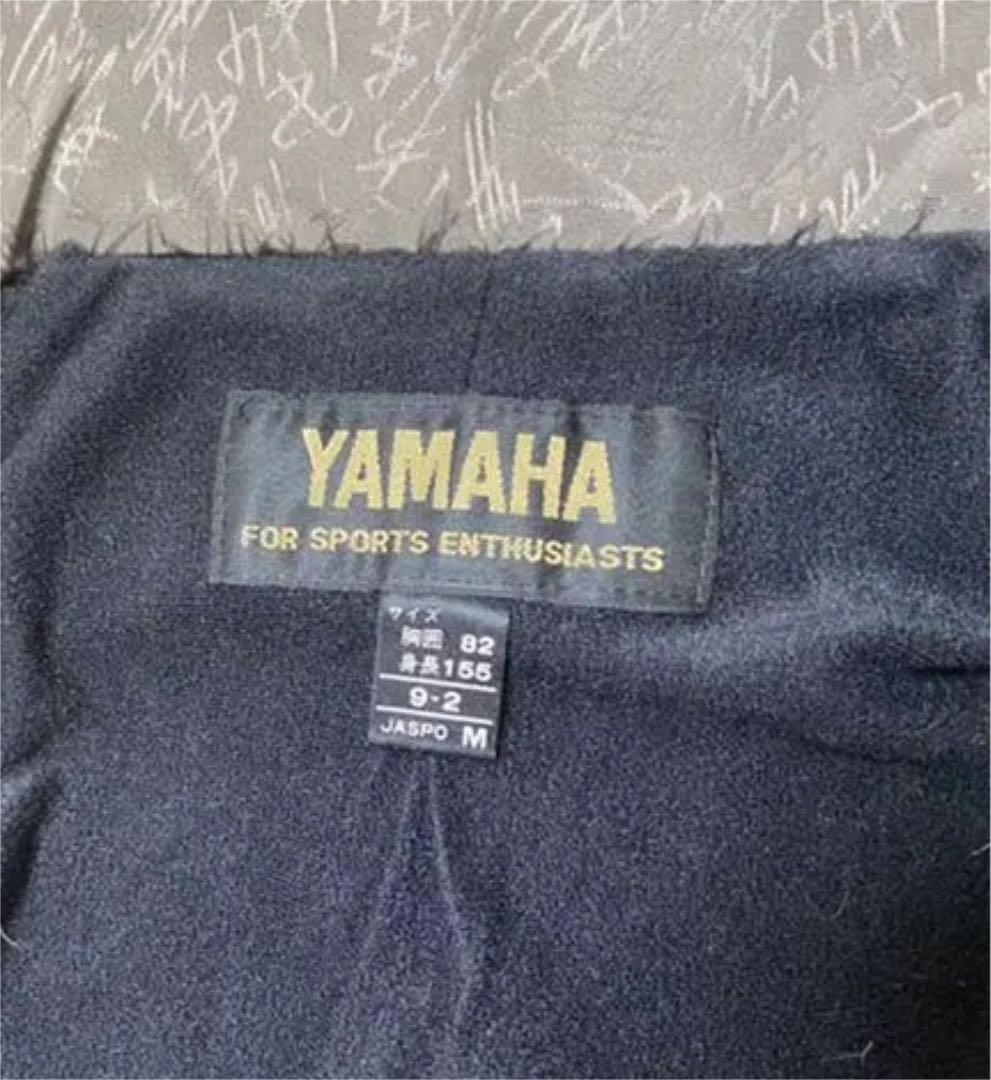 YAMAHA
FOR SPORTS ENTHUSIASTS
サイズ
胸囲 82
身長155
9-2
JASPO M